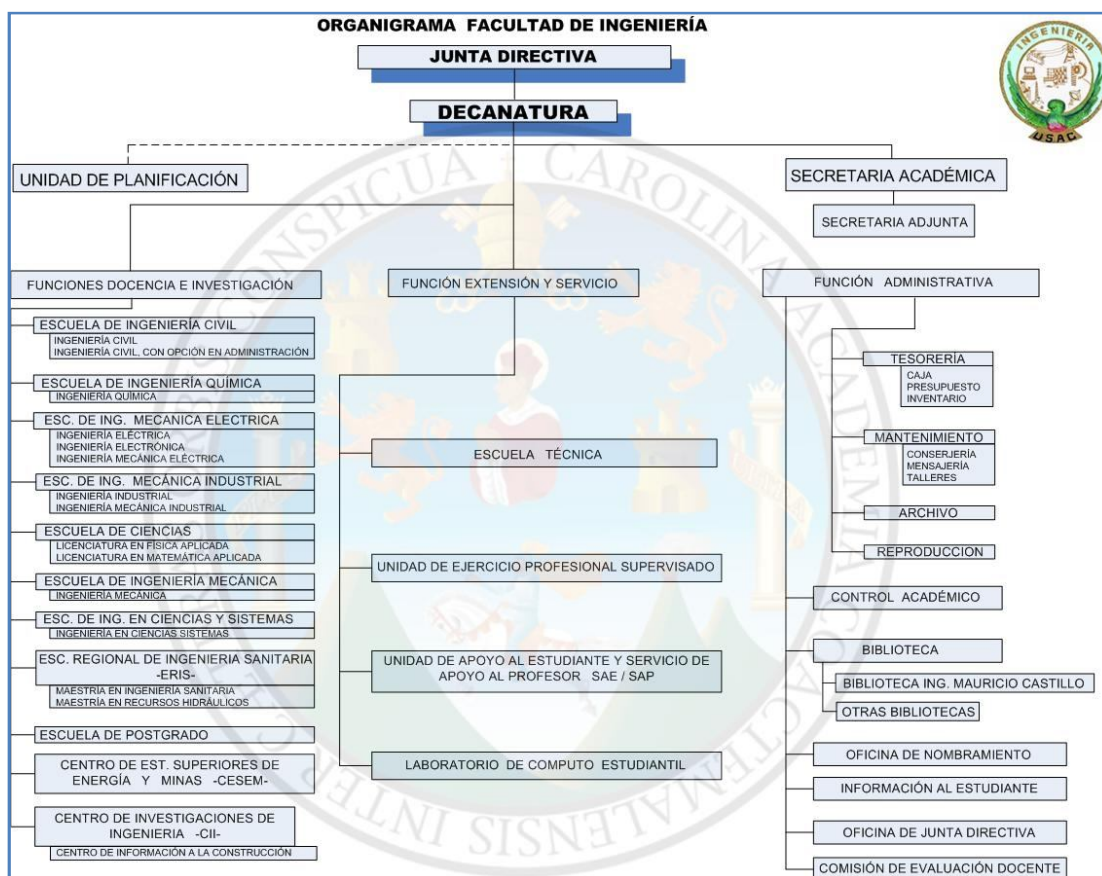 ORGANIGRAMA FACULTAD DE INGENIERÍA
JUNTA DIRECTIVA
DECANATURA
INGENIERIA
USAC
UNIDAD DE PLANIFICACIÓN
SECRETARIA ACADÉMICA
SECRETARIA ADJUNTA
FUNCIONES DOCENCIA E INVESTIGACIÓN
ESCUELA DE INGENIERÍA CIVIL
INGENIERÍA CIVIL
INGENIERÍA CIVIL, CON OPCIÓN EN ADMINISTRACIÓN
ESCUELA DE INGENIERÍA QUÍMICA
INGENIERÍA QUÍMICA
ESC. DE ING. MECANICA ELECTRICA
INGENIERÍA ELÉCTRICA
INGENIERÍA ELECTRÓNICA
INGENIERÍA MECÁNICA ELÉCTRICA
ESC. DE ING. MECÁNICA INDUSTRIAL
INGENIERÍA INDUSTRIAL
INGENIERÍA MECÁNICA INDUSTRIAL
ESCUELA DE CIENCIAS
LICENCIATURA EN FÍSICA APLICADA
LICENCIATURA EN MATEMÁTICA APLICADA
ESCUELA DE INGENIERÍA MECÁNICA
INGENIERÍA MECÁNICA
ESC. DE ING. EN CIENCIAS Y SISTEMAS
INGENIERÍA EN CIENCIAS SISTEMAS
ESC. REGIONAL DE INGENIERIA SANITARIA
-ERIS-
MAESTRÍA EN INGENIERÍA SANITARIA
MAESTRÍA EN RECURSOS HIDRÁULICOS
ESCUELA DE POSTGRADO
CENTRO DE EST. SUPERIORES DE
ENERGÍA Y MINAS -CESEM-
CENTRO DE INVESTIGACIONES DE
INGENIERIA -CII-
CENTRO DE INFORMACIÓN A LA CONSTRUCCIÓN
FUNCIÓN EXTENSIÓN Y SERVICIO
ESCUELA TÉCNICA
UNIDAD DE EJERCICIO PROFESIONAL SUPERVISADO
UNIDAD DE APOYO AL ESTUDIANTE Y SERVICIO DE
APOYO AL PROFESOR SAE / SAP
LABORATORIO DE COMPUTO ESTUDIANTIL
FUNCIÓN ADMINISTRATIVA
TESORERÍA
CAJA
PRESUPUESTO
INVENTARIO
MANTENIMIENTO
CONSERJERÍA
MENSAJERÍA
TALLERES
ARCHIVO
REPRODUCCION
CONTROL ACADÉMICO
BIBLIOTECA
BIBLIOTECA ING. MAURICIO CASTILLO
OTRAS BIBLIOTECAS
OFICINA DE NOMBRAMIENTO
INFORMACIÓN AL ESTUDIANTE
OFICINA DE JUNTA DIRECTIVA
COMISIÓN DE EVALUACIÓN DOCENTE
CAROLINA ACADEMIA COACTEMALENSIS INTER CAETERAS ORBIS CONSPICUA